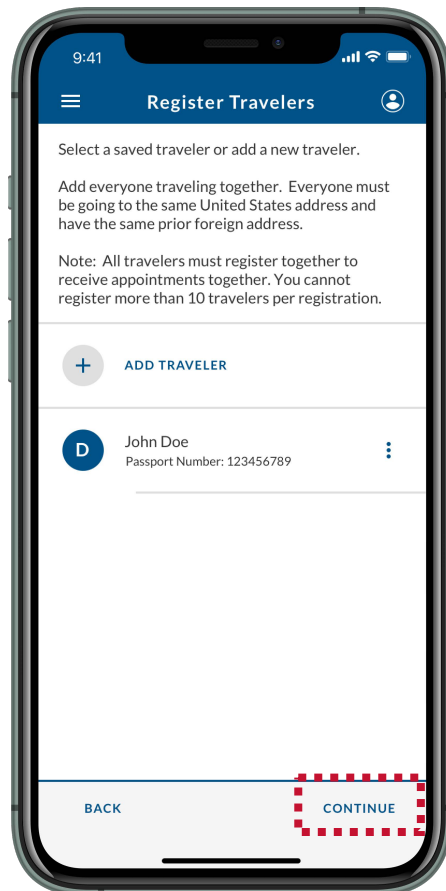 9:41
Register Travelers
Select a saved traveler or add a new traveler.
Add everyone traveling together.  Everyone must
be going to the same United States address and
have the same prior foreign address.
Note:  All travelers must register together to
receive appointments together. You cannot
register more than 10 travelers per registration.
+ ADD TRAVELER
D
John Doe
Passport Number: 123456789
BACK
CONTINUE